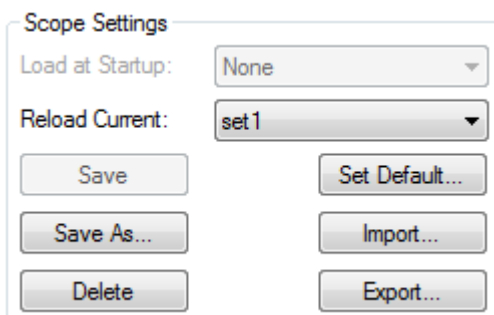 Scope Settings
Load at Startup: None
Reload Current: set1
Save Set Default...
Save As... Import...
Delete Export...